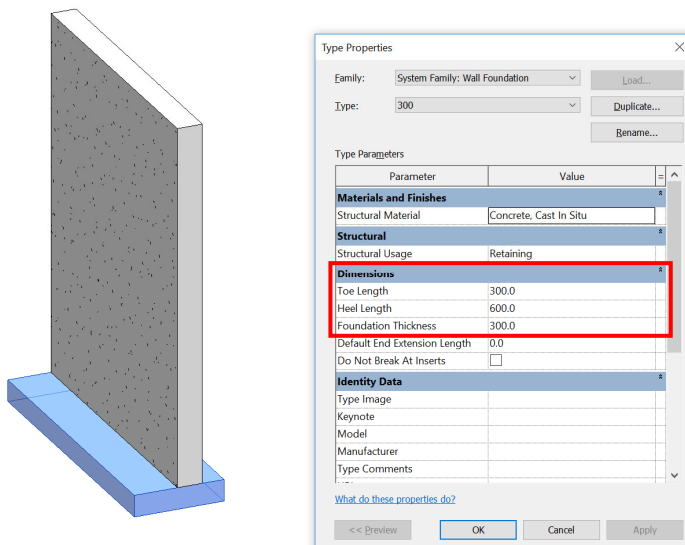 Type Properties
Family: System Family: Wall Foundation Load...
Type: 300 Duplicate...
Rename...
Type Parameters
Parameter Value =
Materials and Finishes
Structural Material Concrete, Cast In Situ
Structural
Structural Usage Retaining
Dimensions
Toe Length 300.0
Heel Length 600.0
Foundation Thickness 300.0
Default End Extension Length 0.0
Do Not Break At Inserts
Identity Data
Type Image
Keynote
Model
Manufacturer
Type Comments
What do these properties do?
<< Preview OK Cancel Apply